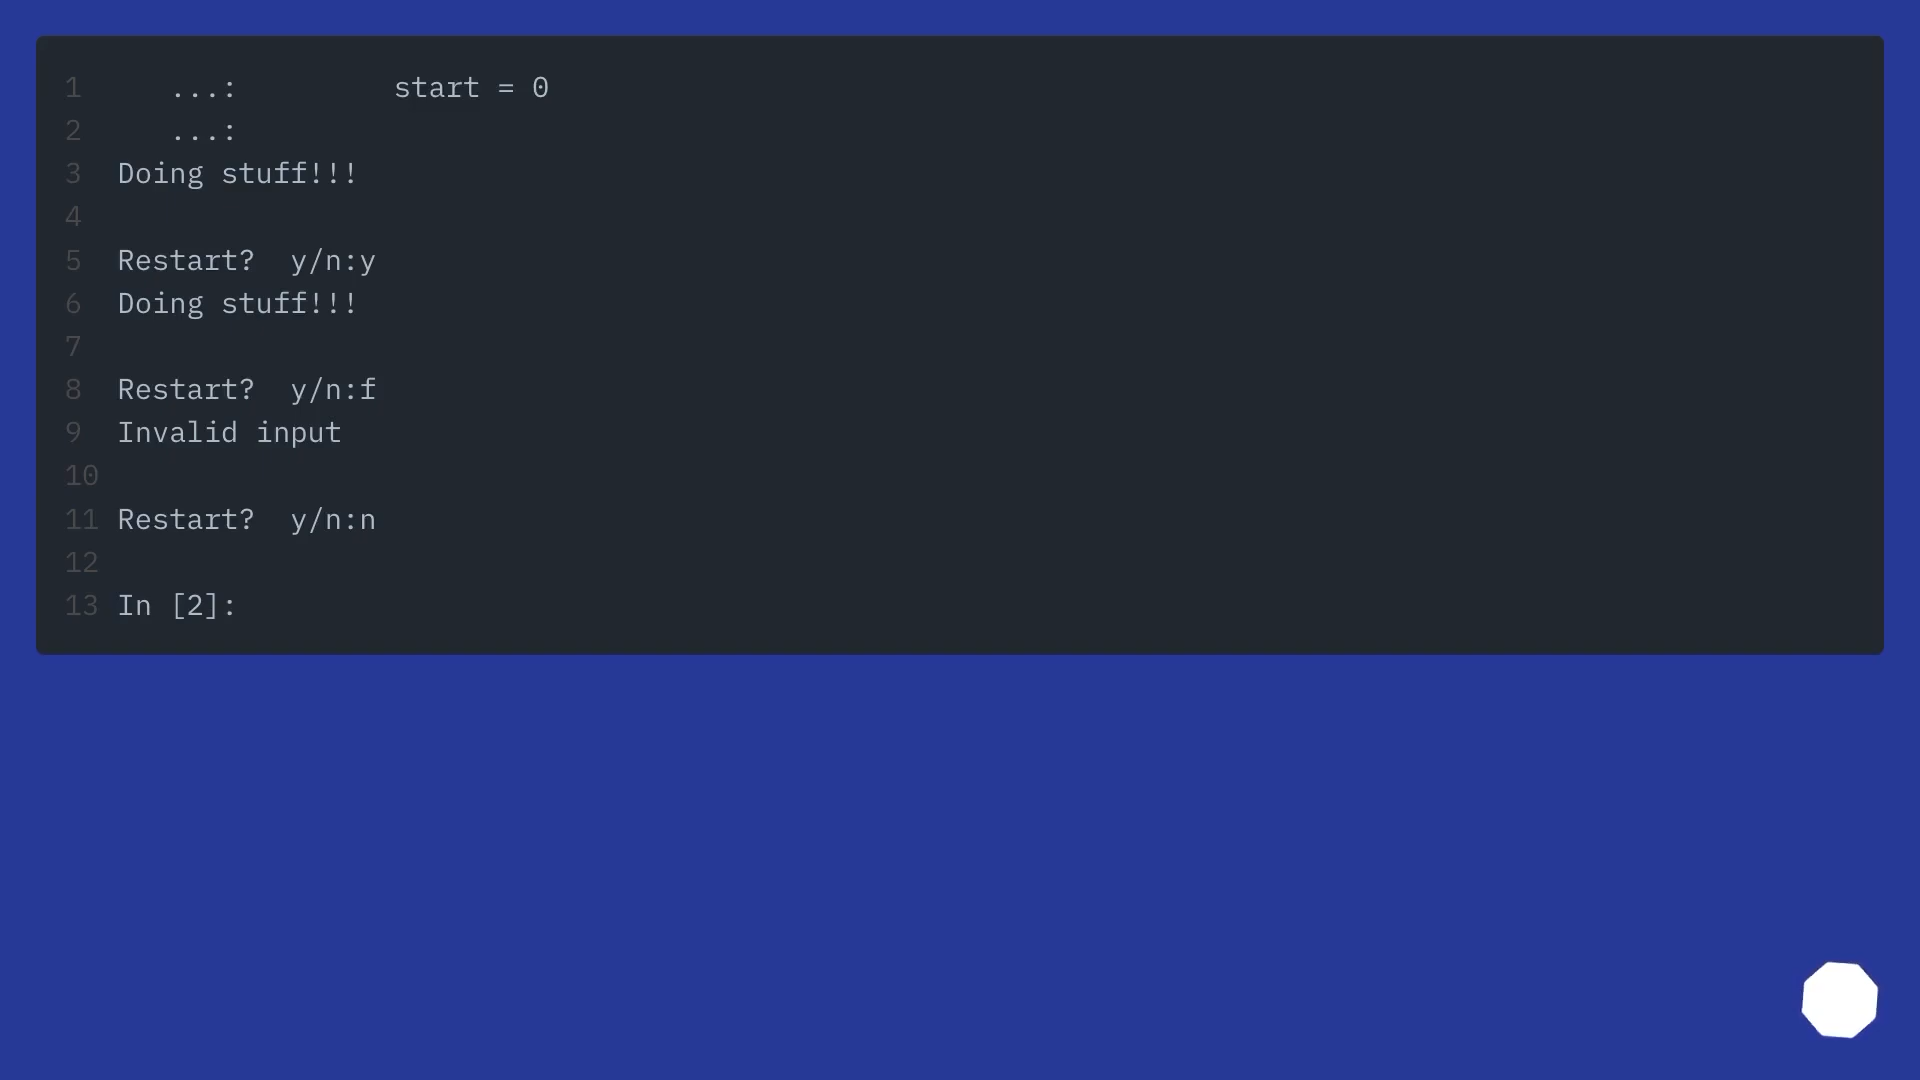 1    ...:         start = 0
2    ...:
3 Doing stuff!!!
4
5 Restart?  y/n:y
6 Doing stuff!!!
7
8 Restart?  y/n:f
9 Invalid input
10
11 Restart?  y/n:n
12
13 In [2]: